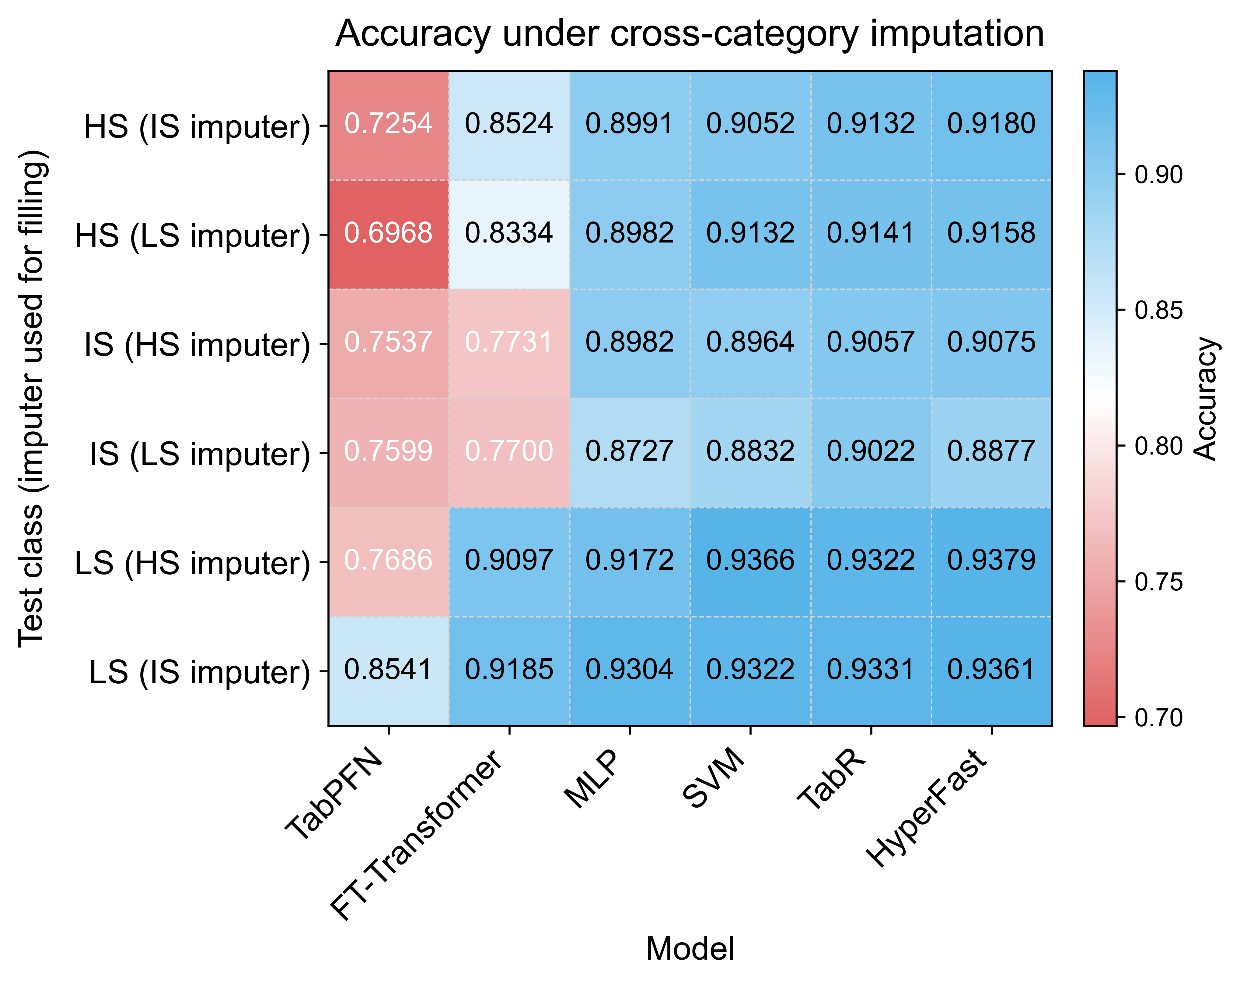 Accuracy under cross-category imputation
Test class (imputer used for filling)
HS (IS imputer) 0.7254 0.8524 0.8991 0.9052 0.9132 0.9180
HS (LS imputer) 0.6968 0.8334 0.8982 0.9132 0.9141 0.9158
IS (HS imputer) 0.7537 0.7731 0.8982 0.8964 0.9057 0.9075
IS (LS imputer) 0.7599 0.7700 0.8727 0.8832 0.9022 0.8877
LS (HS imputer) 0.7686 0.9097 0.9172 0.9366 0.9322 0.9379
LS (IS imputer) 0.8541 0.9185 0.9304 0.9322 0.9331 0.9361
TabPFN
FT-Transformer
MLP
SVM
TabR
HyperFast
Model
0.90
0.85
0.80
0.75
0.70
Accuracy